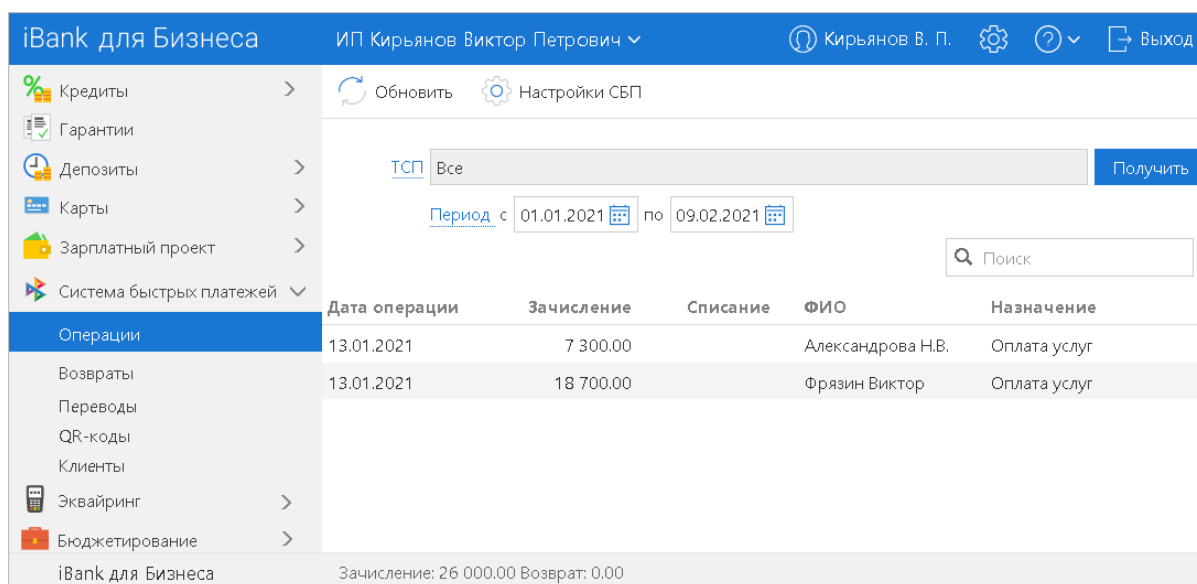 iBank для Бизнеса
ИП Кирьянов Виктор Петрович
Кирьянов В. П.
Выход
Кредиты
Гарантии
Депозиты
Карты
Зарплатный проект
Система быстрых платежей
Операции
Возвраты
Переводы
QR-коды
Клиенты
Эквайринг
Бюджетирование
iBank для Бизнеса
Обновить Настройки СБП
ТСП Все Получить
Период с 01.01.2021 по 09.02.2021
Поиск
Дата операции Зачисление Списание ФИО Назначение
13.01.2021 7 300.00 Александрова Н.В. Оплата услуг
13.01.2021 18 700.00 Фрязин Виктор Оплата услуг
Зачисление: 26 000.00 Возврат: 0.00